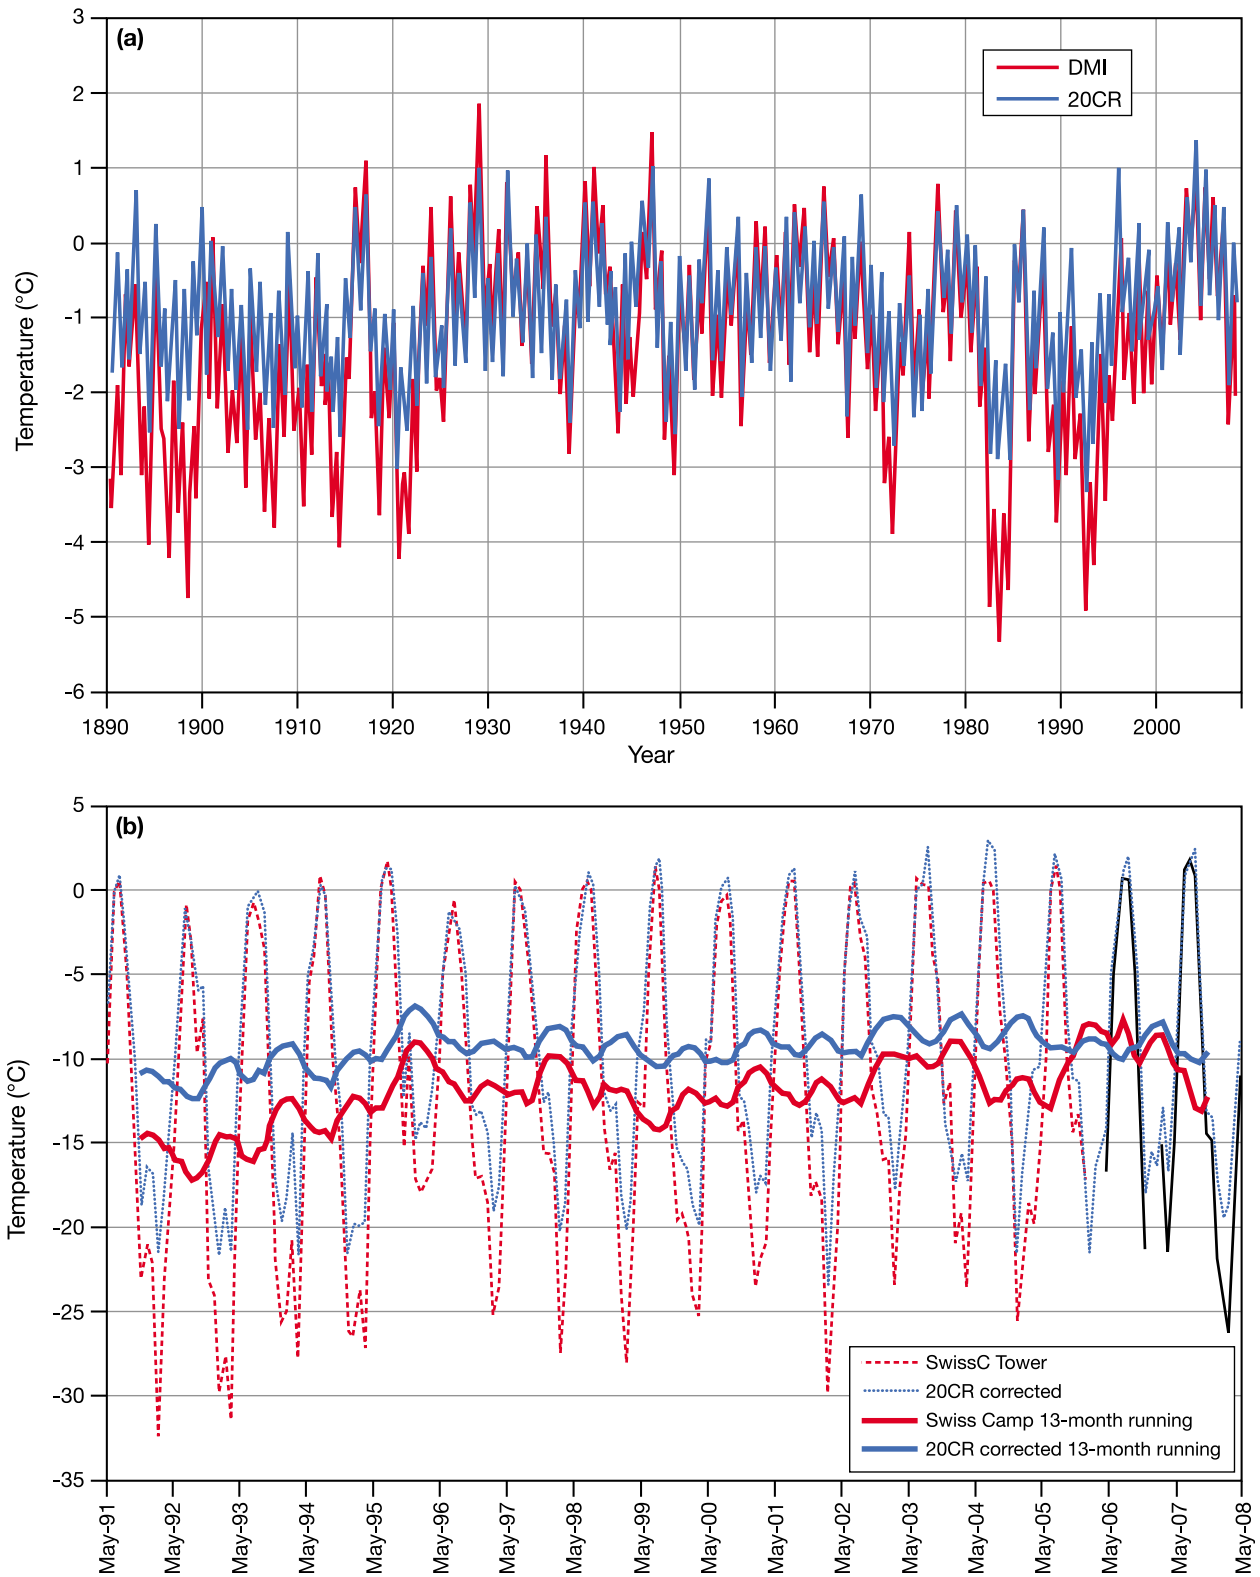 (a)
DMI
20CR
3
2
1
0
-1
-2
-3
-4
-5
-6
Temperature (°C)
1890 1900 1910 1920 1930 1940 1950 1960 1970 1980 1990 2000
Year
(b)
5
0
-5
-10
-15
-20
-25
-30
-35
Temperature (°C)
SwissC Tower
20CR corrected
Swiss Camp 13-month running
20CR corrected 13-month running
May-91
May-92
May-93
May-94
May-95
May-96
May-97
May-98
May-99
May-00
May-01
May-02
May-03
May-04
May-05
May-06
May-07
May-08